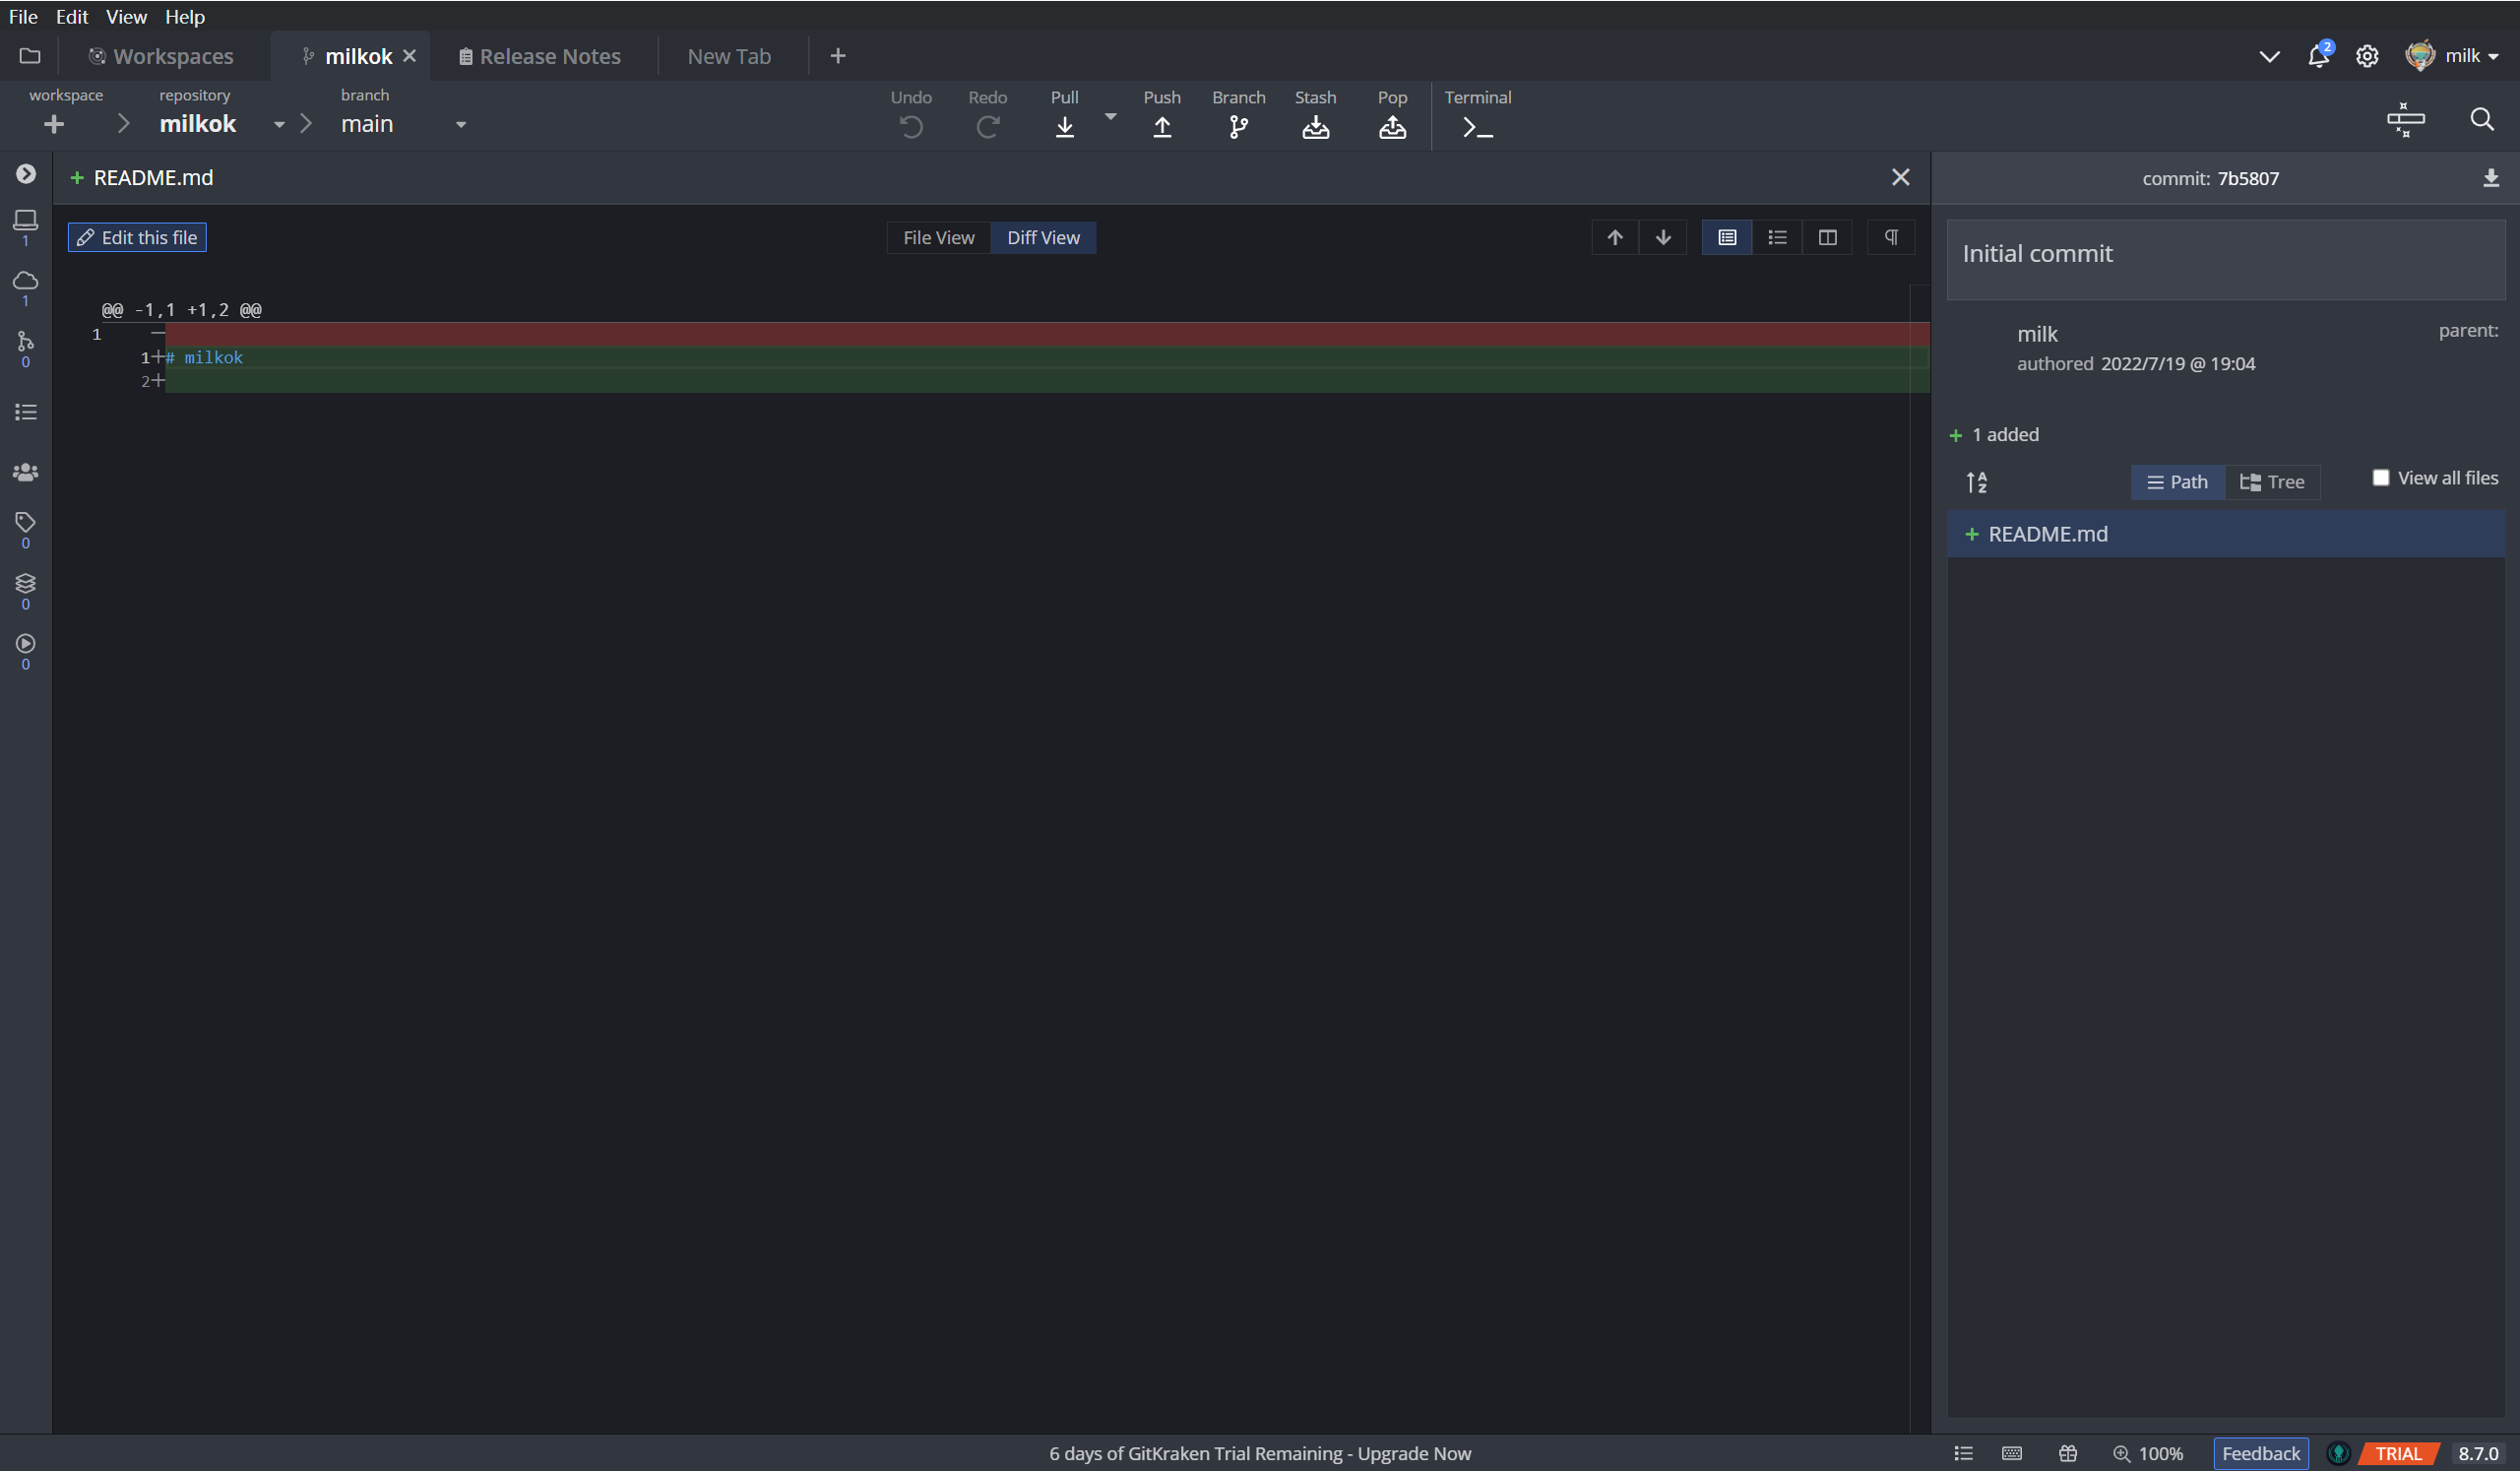 File Edit View Help
Workspaces milkok Release Notes New Tab 2 milk
workspace repository branch Undo Redo Pull Push Branch Stash Pop Terminal
milkok main
README.md commit: 7b5807
Edit this file File View Diff View
1
1
0
0
0
0
@@ -1,1 +1,2 @@
1 —
1+# milkok
2+
Initial commit
milk parent:
authored 2022/7/19 @ 19:04
+ 1 added
A Z Path Tree View all files
+ README.md
6 days of GitKraken Trial Remaining - Upgrade Now 100% Feedback TRIAL 8.7.0